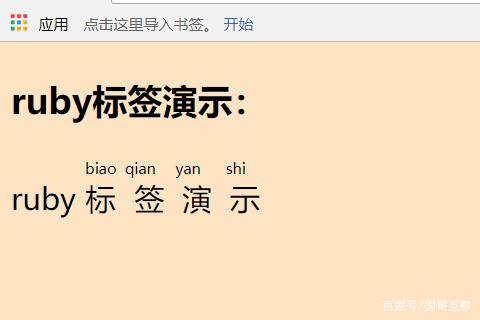 应用 点击这里导入书签。 开始
ruby标签演示：
biao qian yan shi
ruby 标 签 演 示
百家号/国哥互联